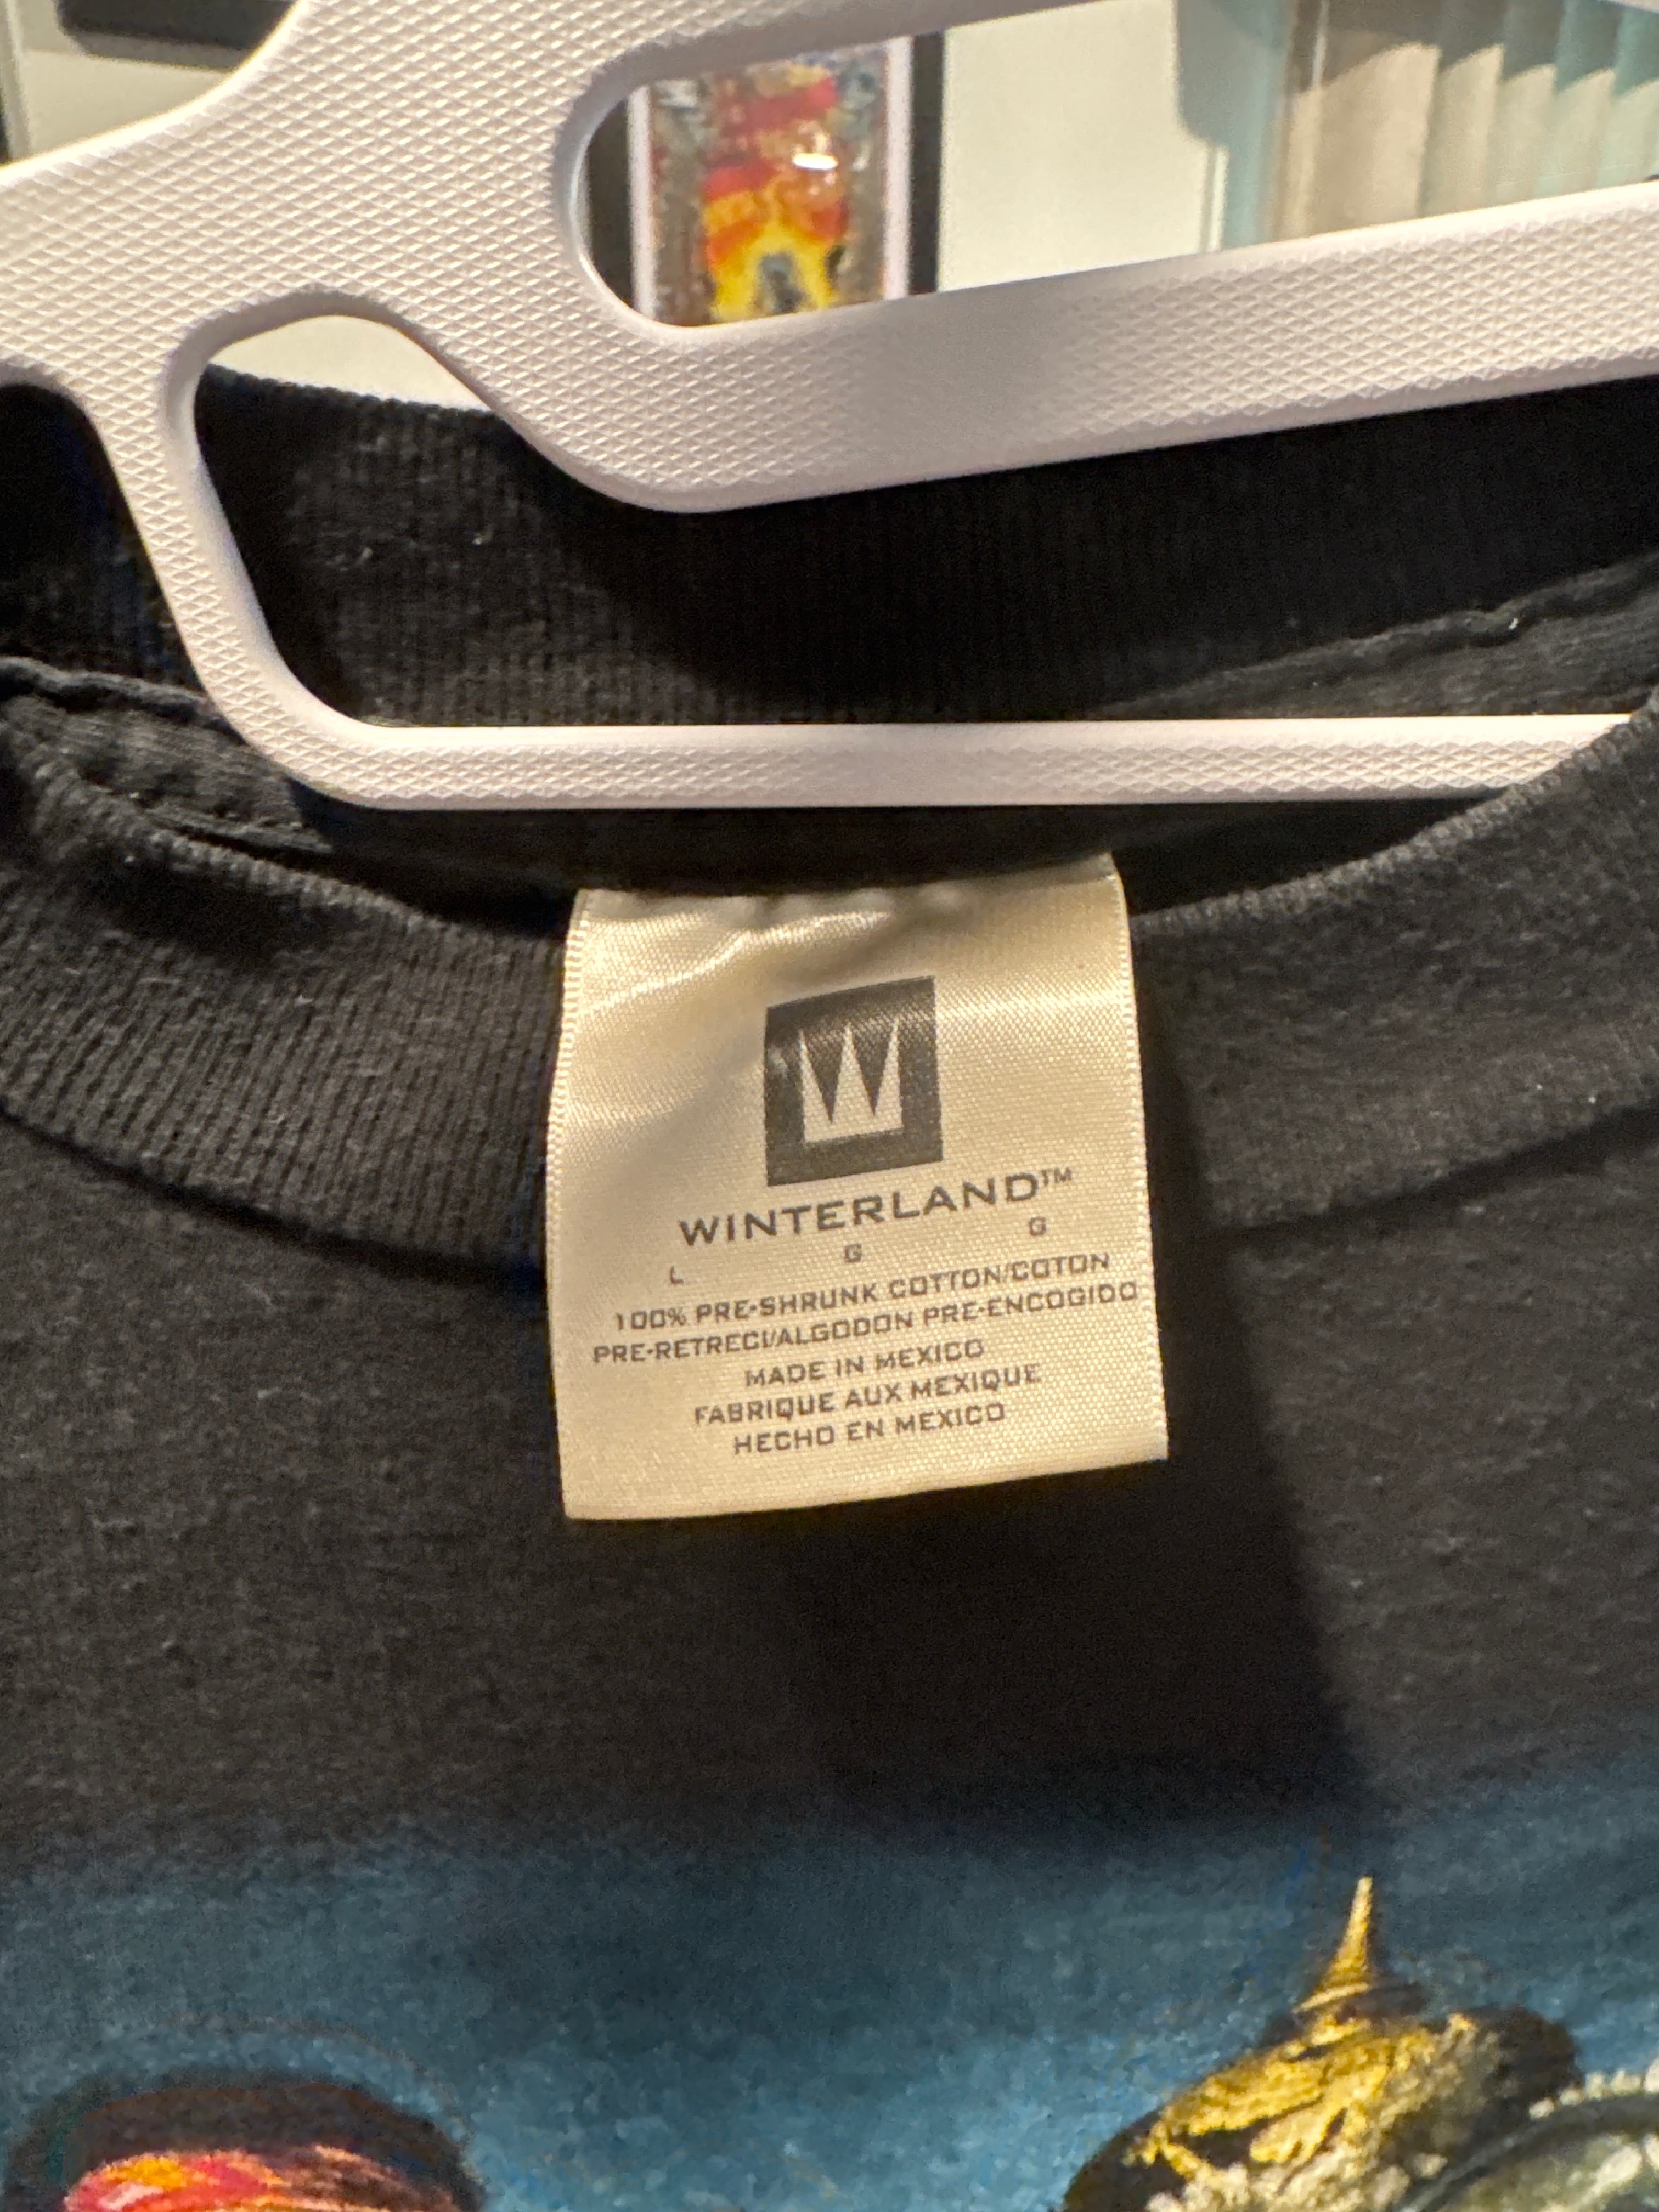 W
WINTERLAND™
L G G
100% PRE-SHRUNK COTTON/COTON
PRE-RETRECI/ALGODON PRE-ENCOGIDO
MADE IN MEXICO
FABRIQUE AUX MEXIQUE
HECHO EN MEXICO